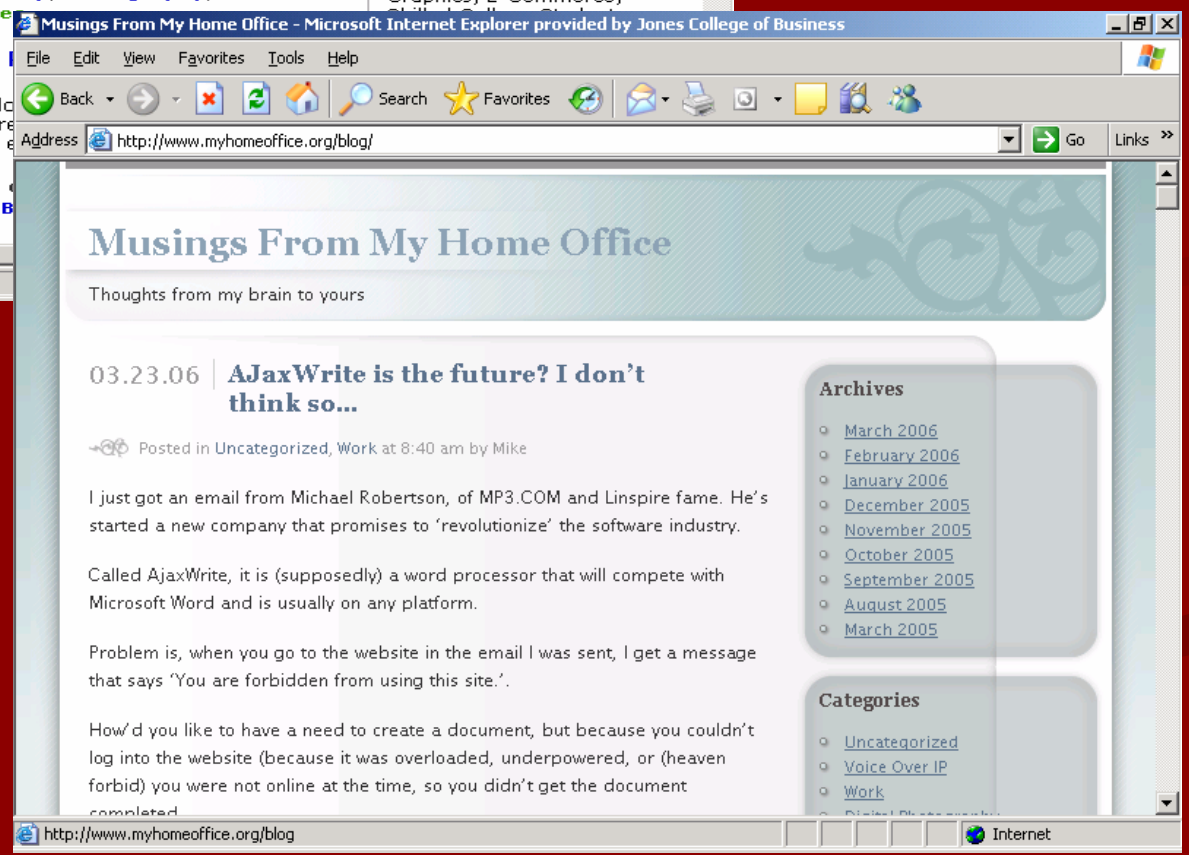 Graphics, E-Commerce,
Musings From My Home Office - Microsoft Internet Explorer provided by Jones College of Business
File Edit View Favorites Tools Help
Back Search Favorites
Address http://www.myhomeoffice.org/blog/ Go Links »
Musings From My Home Office
Thoughts from my brain to yours
03.23.06 AJaxWrite is the future? I don't
think so...
Posted in Uncategorized, Work at 8:40 am by Mike
I just got an email from Michael Robertson, of MP3.COM and Linspire fame. He's
started a new company that promises to 'revolutionize' the software industry.
Called AjaxWrite, it is (supposedly) a word processor that will compete with
Microsoft Word and is usually on any platform.
Problem is, when you go to the website in the email I was sent, I get a message
that says 'You are forbidden from using this site.'.
How'd you like to have a need to create a document, but because you couldn't
log into the website (because it was overloaded, underpowered, or (heaven
forbid) you were not online at the time, so you didn't get the document
completed
Archives
March 2006
February 2006
January 2006
December 2005
November 2005
October 2005
September 2005
August 2005
March 2005
Categories
Uncategorized
Voice Over IP
Work
Digital Photography
http://www.myhomeoffice.org/blog Internet